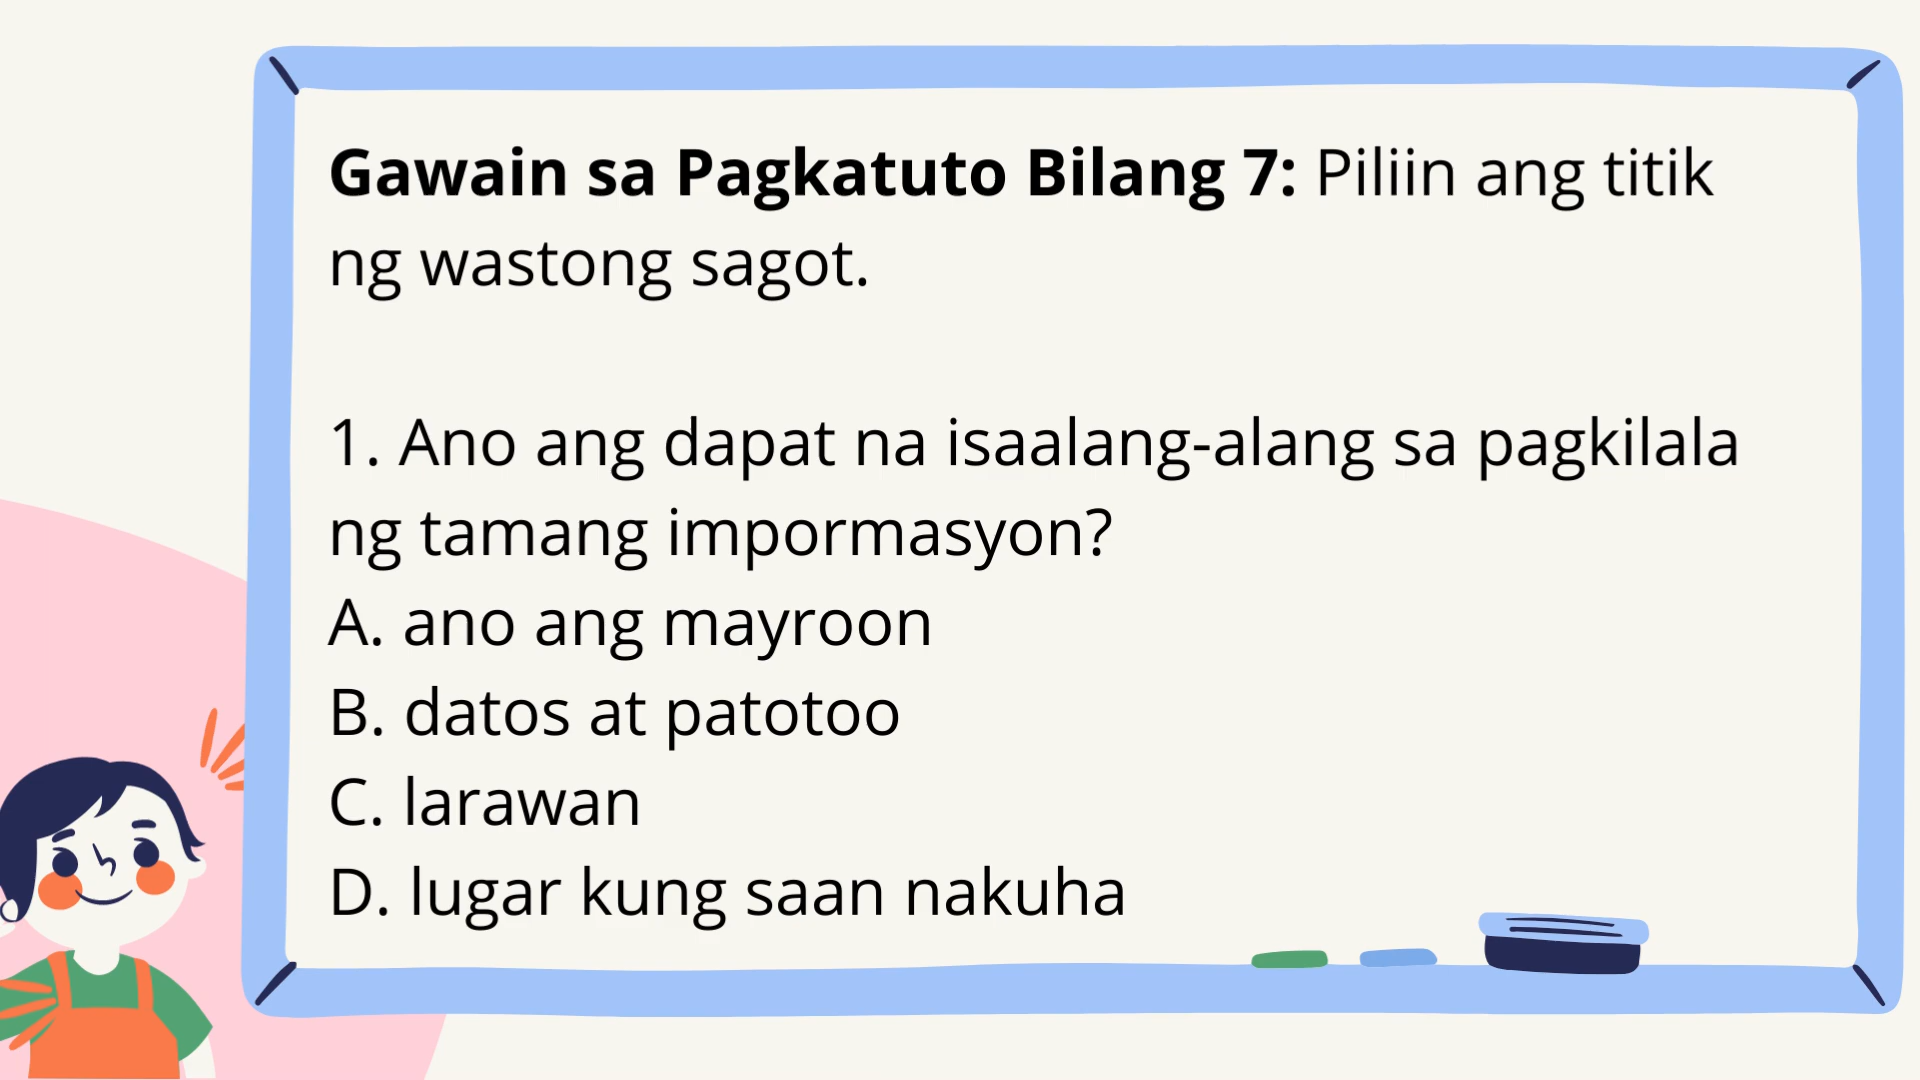 Gawain sa Pagkatuto Bilang 7: Piliin ang titik
ng wastong sagot.
1. Ano ang dapat na isaalang-alang sa pagkilala
ng tamang impormasyon?
A. ano ang mayroon
B. datos at patotoo
C. larawan
D. lugar kung saan nakuha